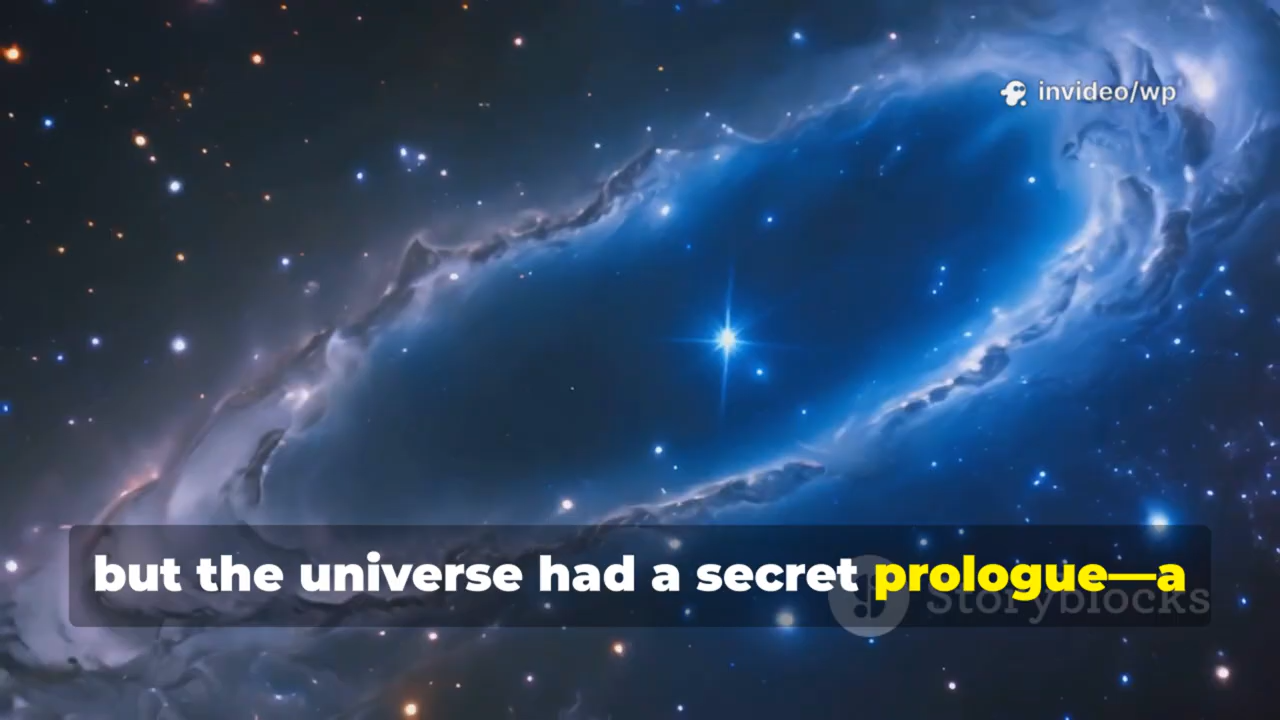 invideo/wp
but the universe had a secret prologue—a
Storyblocks